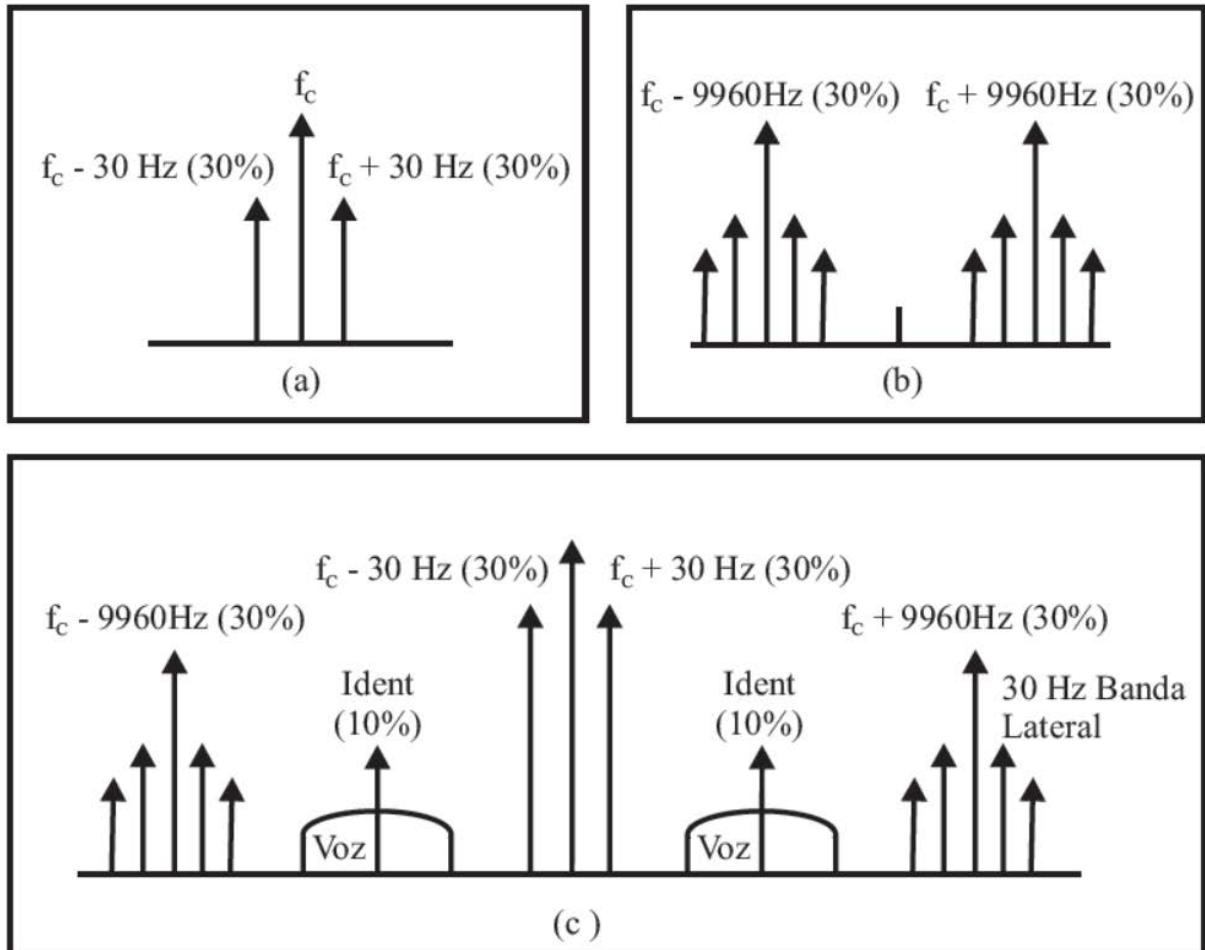 f_c
f_c - 30 Hz (30%)
f_c + 30 Hz (30%)
(a)
f_c - 9960Hz (30%)
f_c + 9960Hz (30%)
(b)
f_c - 30 Hz (30%)
f_c + 30 Hz (30%)
f_c - 9960Hz (30%)
f_c + 9960Hz (30%)
Ident
(10%)
Ident
(10%)
30 Hz Banda
Lateral
Voz
Voz
(c )